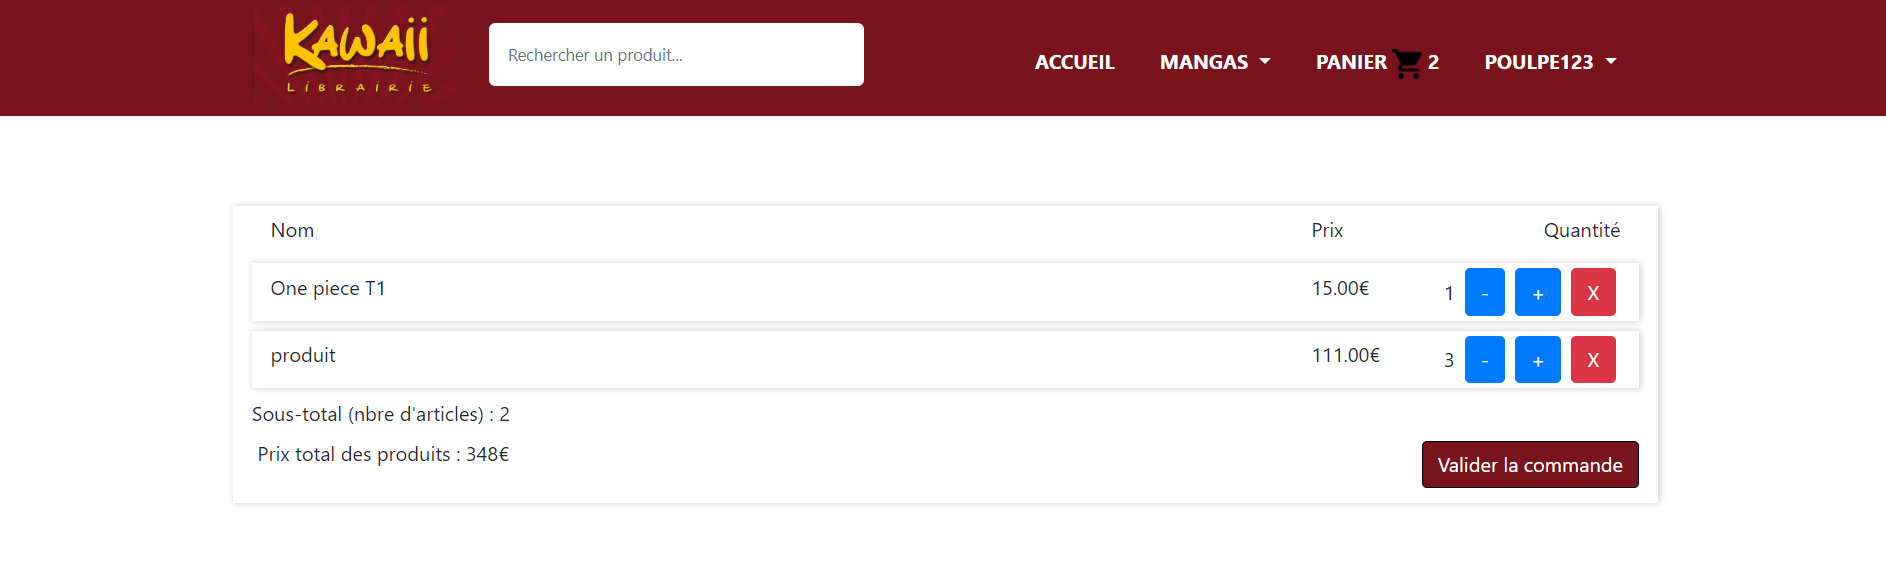 KAWAii
LiBRAiRiE
Rechercher un produit...
ACCUEIL MANGAS PANIER 2 POULPE123
Nom Prix Quantité
One piece T1 15.00€ 1 - + X
produit 111.00€ 3 - + X
Sous-total (nbre d'articles) : 2
Prix total des produits : 348€
Valider la commande